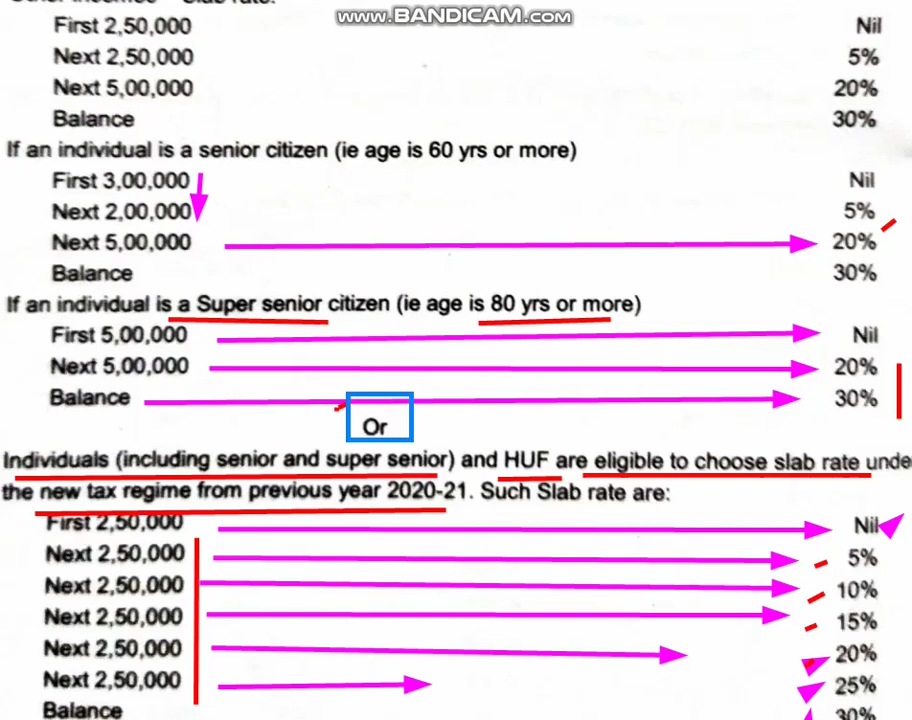 www.BANDICAM.com
Other incomes – Slab rate.
First 2,50,000 Nil
Next 2,50,000 5%
Next 5,00,000 20%
Balance 30%
If an individual is a senior citizen (ie age is 60 yrs or more)
First 3,00,000 Nil
Next 2,00,000 5%
Next 5,00,000 20%
Balance 30%
If an individual is a Super senior citizen (ie age is 80 yrs or more)
First 5,00,000 Nil
Next 5,00,000 20%
Balance 30%
Or
Individuals (including senior and super senior) and HUF are eligible to choose slab rate unde
the new tax regime from previous year 2020-21. Such Slab rate are:
First 2,50,000 Nil
Next 2,50,000 5%
Next 2,50,000 10%
Next 2,50,000 15%
Next 2,50,000 20%
Next 2,50,000 25%
Balance 30%